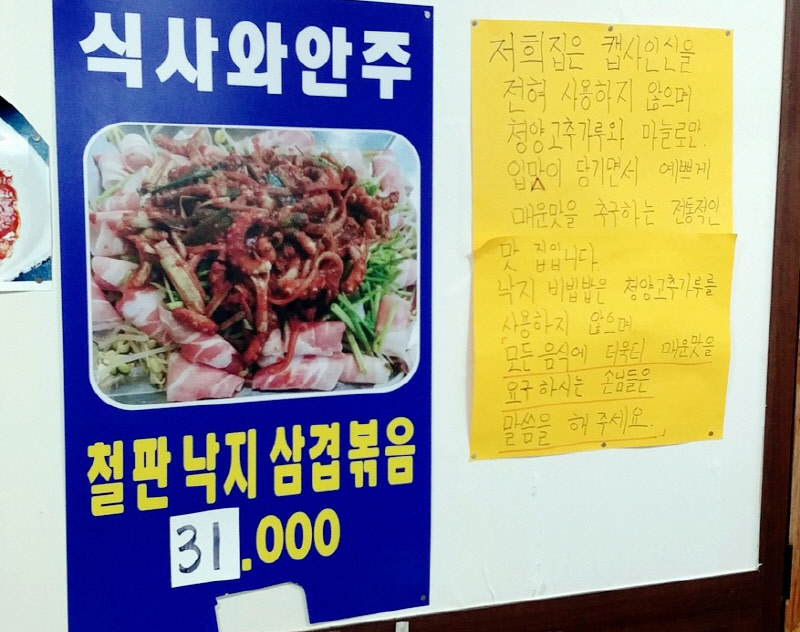 식사와안주
철판낙지삼겹볶음
31.000
저희집은 캡사인신을
전혀 사용하지 않으며
청양고추가루와 마늘로만.
입맛이 당기면서 예쁘게
매운맛을 추구하는 전통적인
맛 집입니다.
낙지 비빔밥은 청양고추가루를
사용하지 않으며.
「모든 음식에 더욱더 매운맛을
요구 하시는 손님들은
말씀을 해 주세요.」